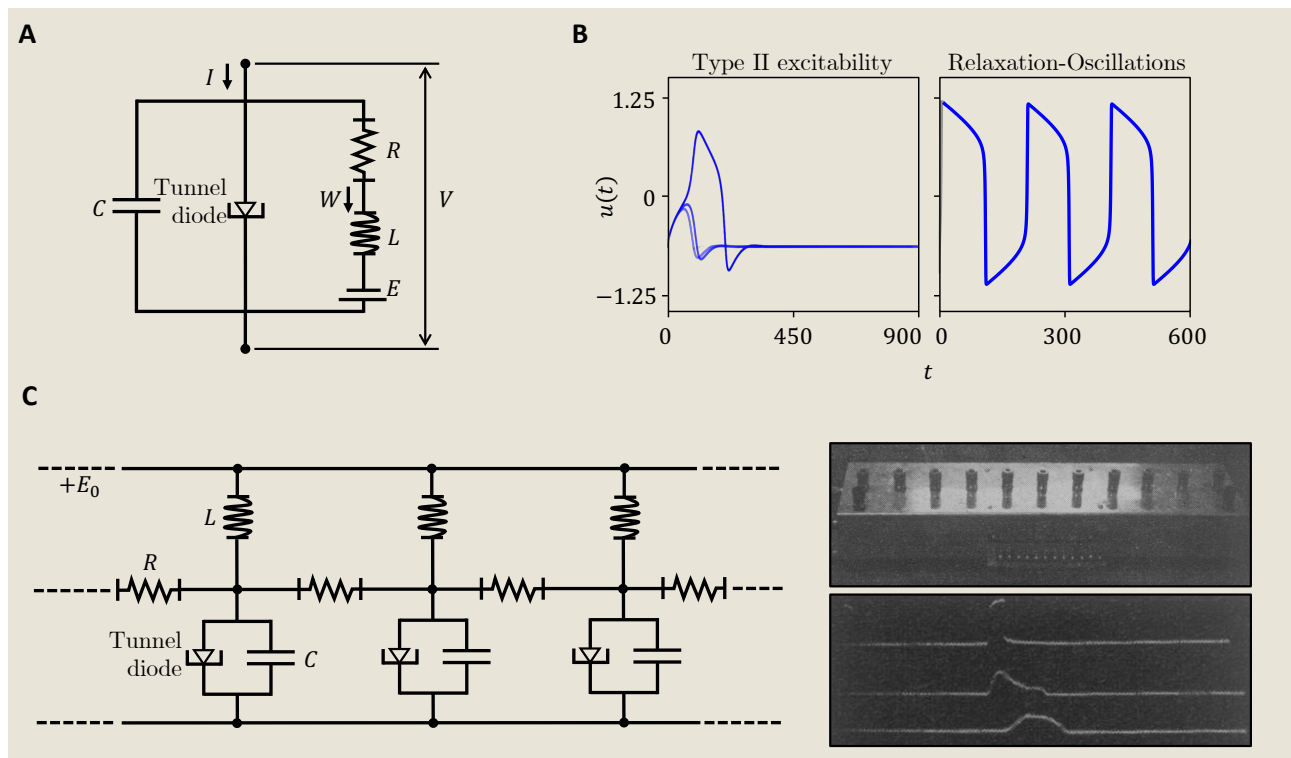 A
I
R
Tunnel
diode
C
W
V
L
E
B
Type II excitability
Relaxation-Oscillations
1.25
0
−1.25
u(t)
0
450
900
0
300
600
t
C
+E₀
L
R
Tunnel
diode
C